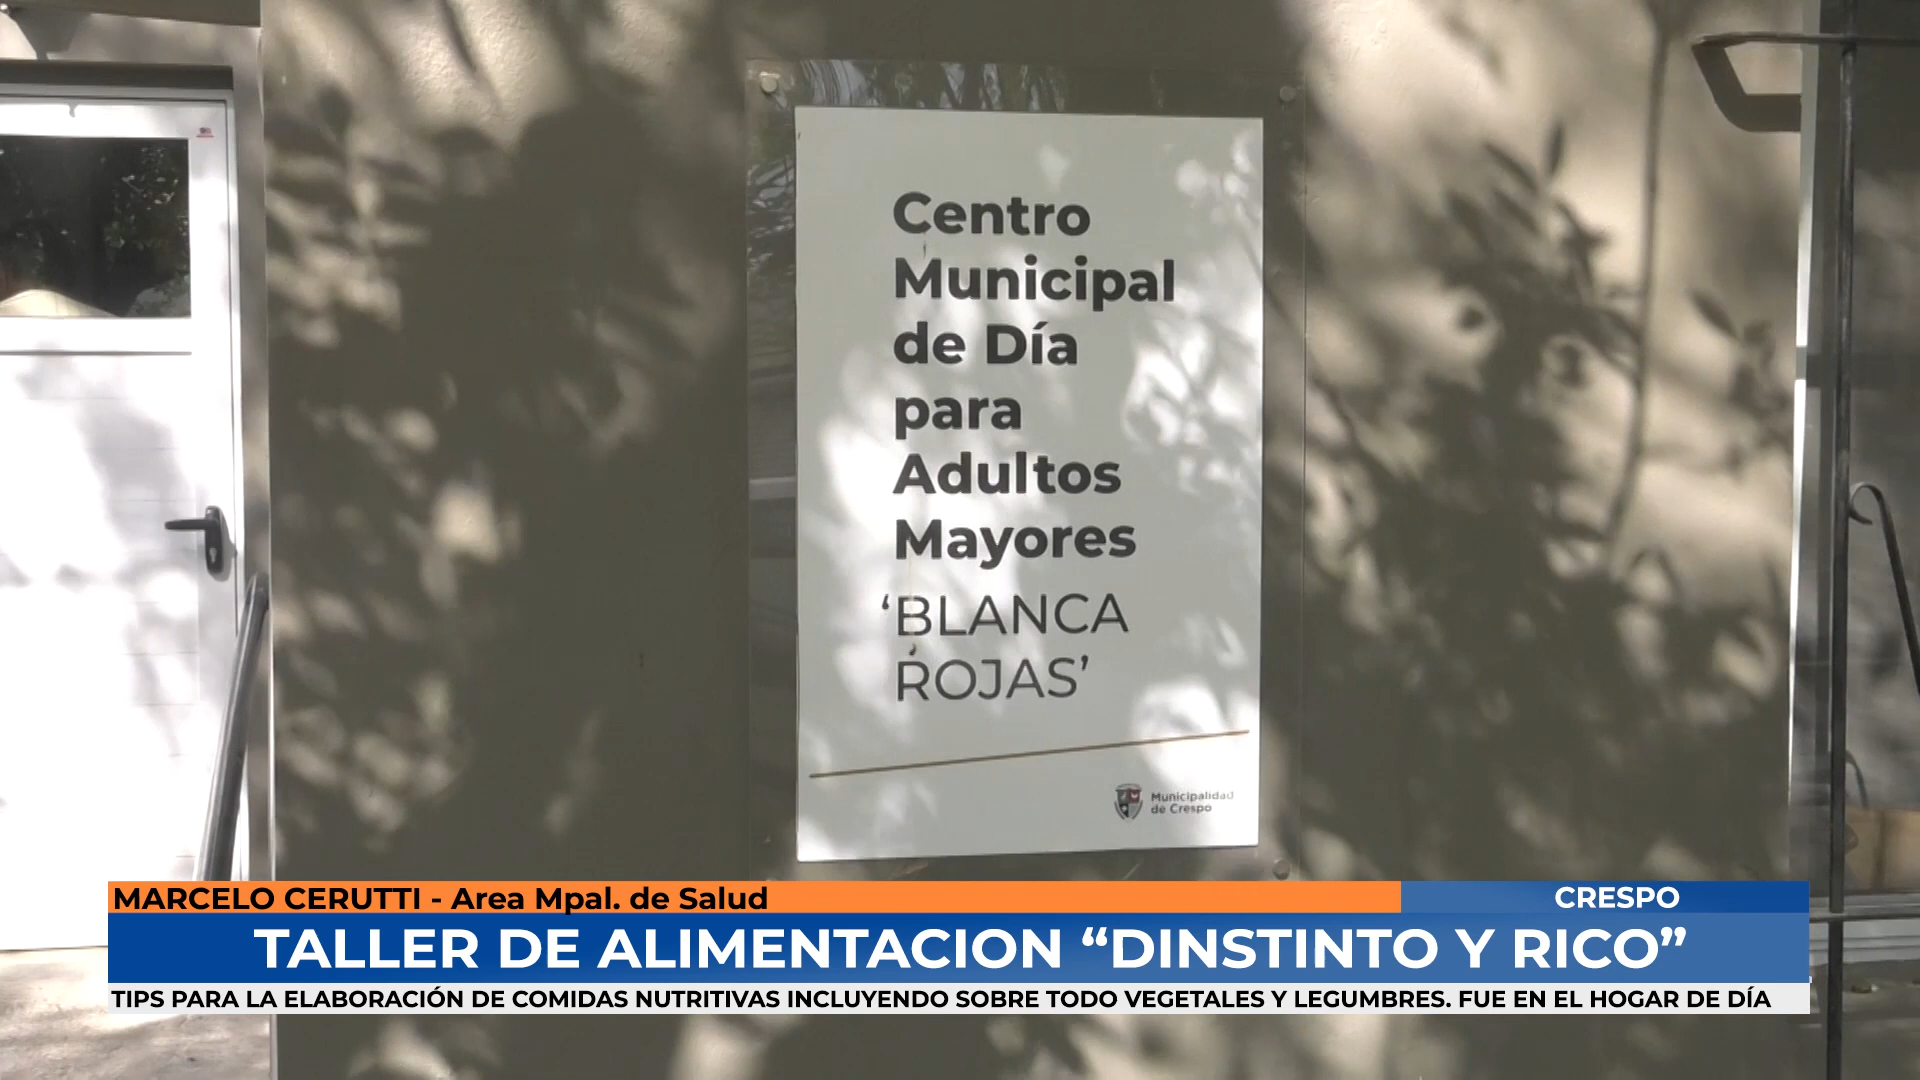 Centro
Municipal
de Día
para
Adultos
Mayores
‘BLANCA
ROJAS’
Municipalidad
de Crespo
MARCELO CERUTTI - Area Mpal. de Salud
CRESPO
TALLER DE ALIMENTACION “DINSTINTO Y RICO”
TIPS PARA LA ELABORACIÓN DE COMIDAS NUTRITIVAS INCLUYENDO SOBRE TODO VEGETALES Y LEGUMBRES. FUE EN EL HOGAR DE DÍA